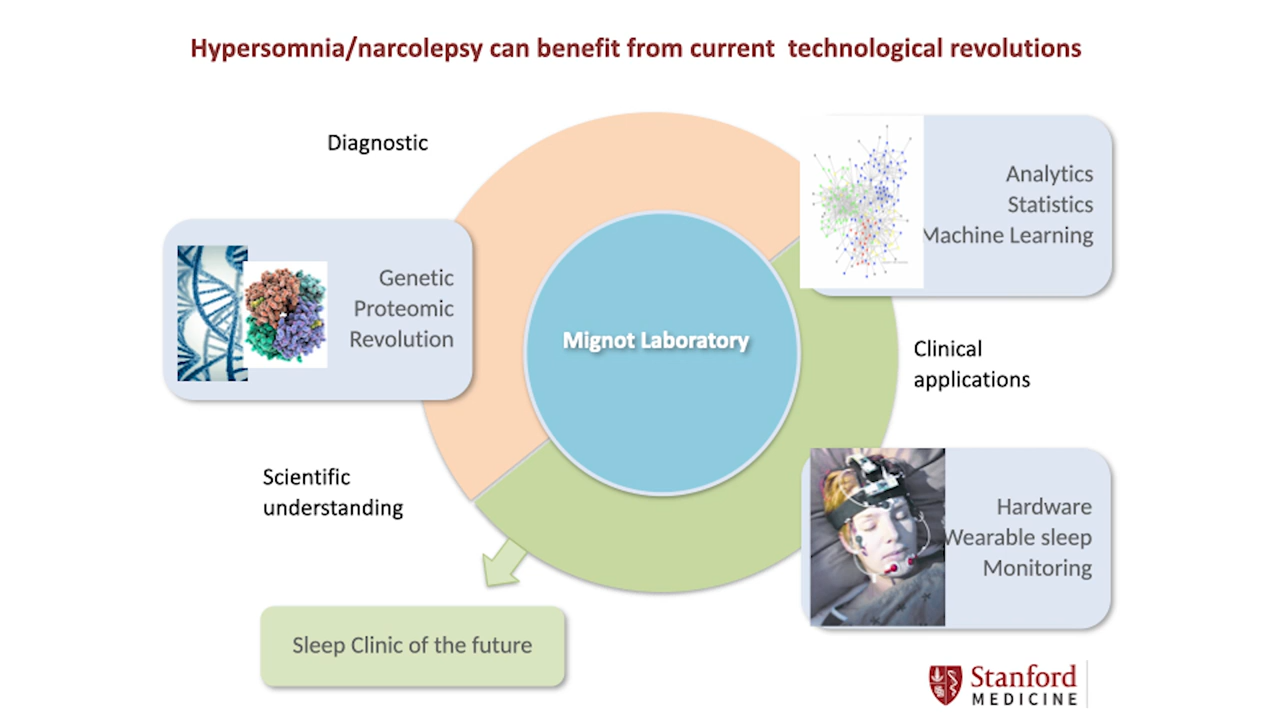 Hypersomnia/narcolepsy can benefit from current technological revolutions
Diagnostic
Analytics
Statistics
Machine Learning
Genetic
Proteomic
Revolution
Mignot Laboratory
Clinical
applications
Scientific
understanding
Hardware
Wearable sleep
Monitoring
Sleep Clinic of the future
Stanford
MEDICINE